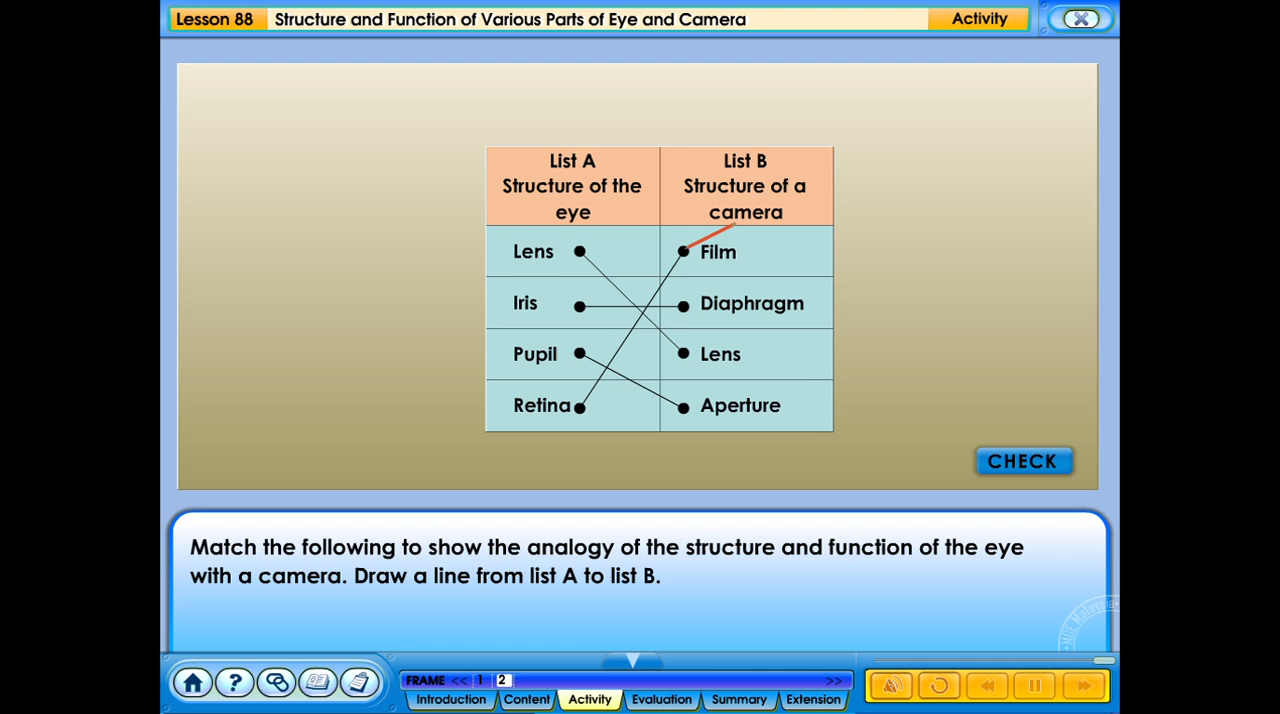 Lesson 88 Structure and Function of Various Parts of Eye and Camera Activity
List A
Structure of the
eye
List B
Structure of a
camera
Lens Film
Iris Diaphragm
Pupil Lens
Retina Aperture
CHECK
Match the following to show the analogy of the structure and function of the eye
with a camera. Draw a line from list A to list B.
MOE Malaysia
? FRAME << 1 2 >>
Introduction Content Activity Evaluation Summary Extension